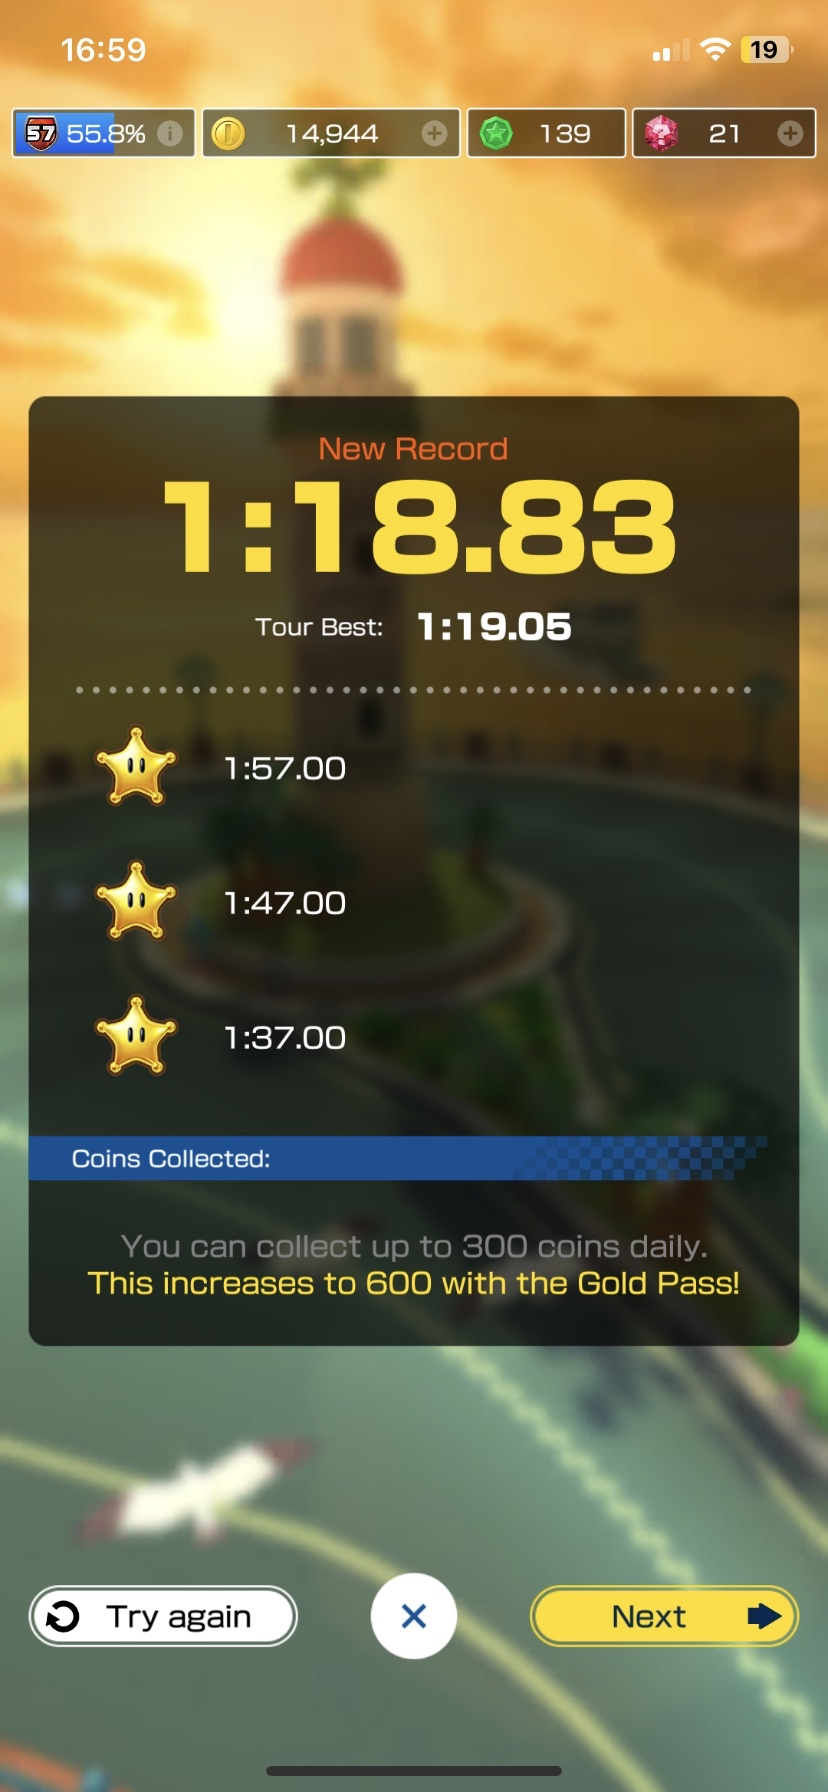 16:59
19
57 55.8% i 14,944 + 139 ? 21 +
New Record
1:18.83
Tour Best: 1:19.05
1:57.00
1:47.00
1:37.00
Coins Collected:
You can collect up to 300 coins daily.
This increases to 600 with the Gold Pass!
Try again
Next